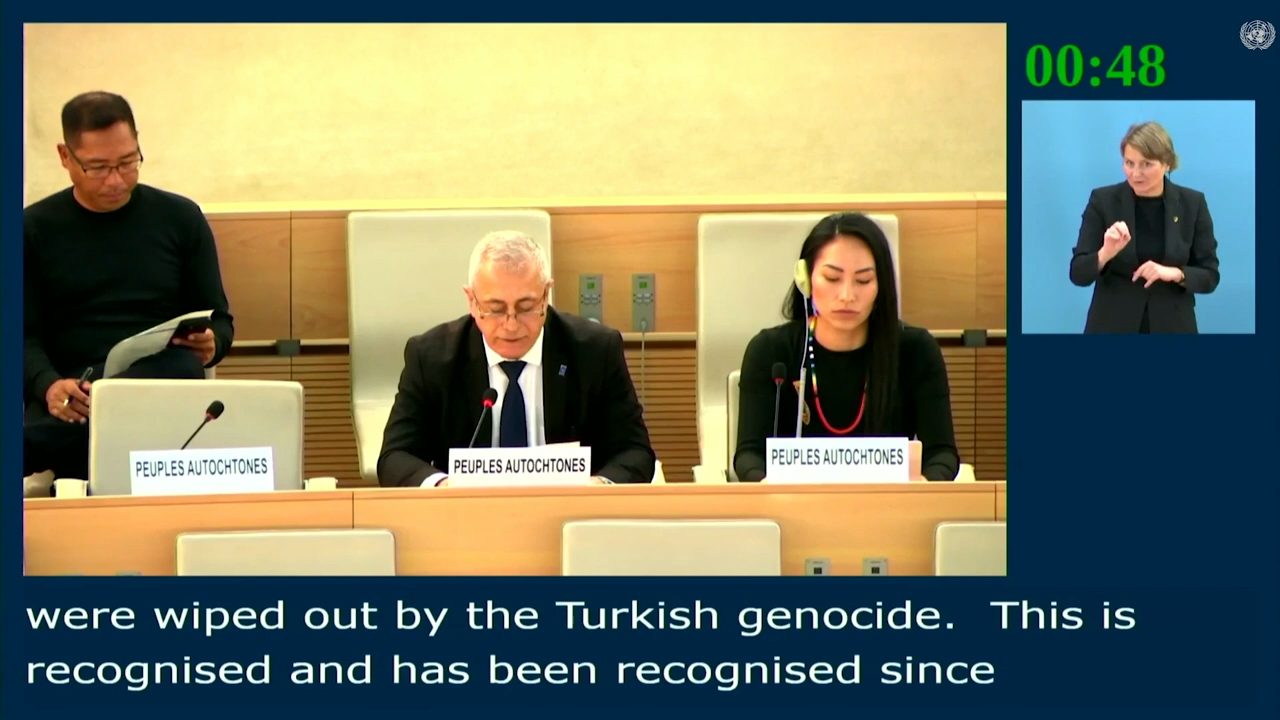 00:48
PEUPLES AUTOCHTONES
PEUPLES AUTOCHTONES
PEUPLES AUTOCHTONES
were wiped out by the Turkish genocide.  This is
recognised and has been recognised since